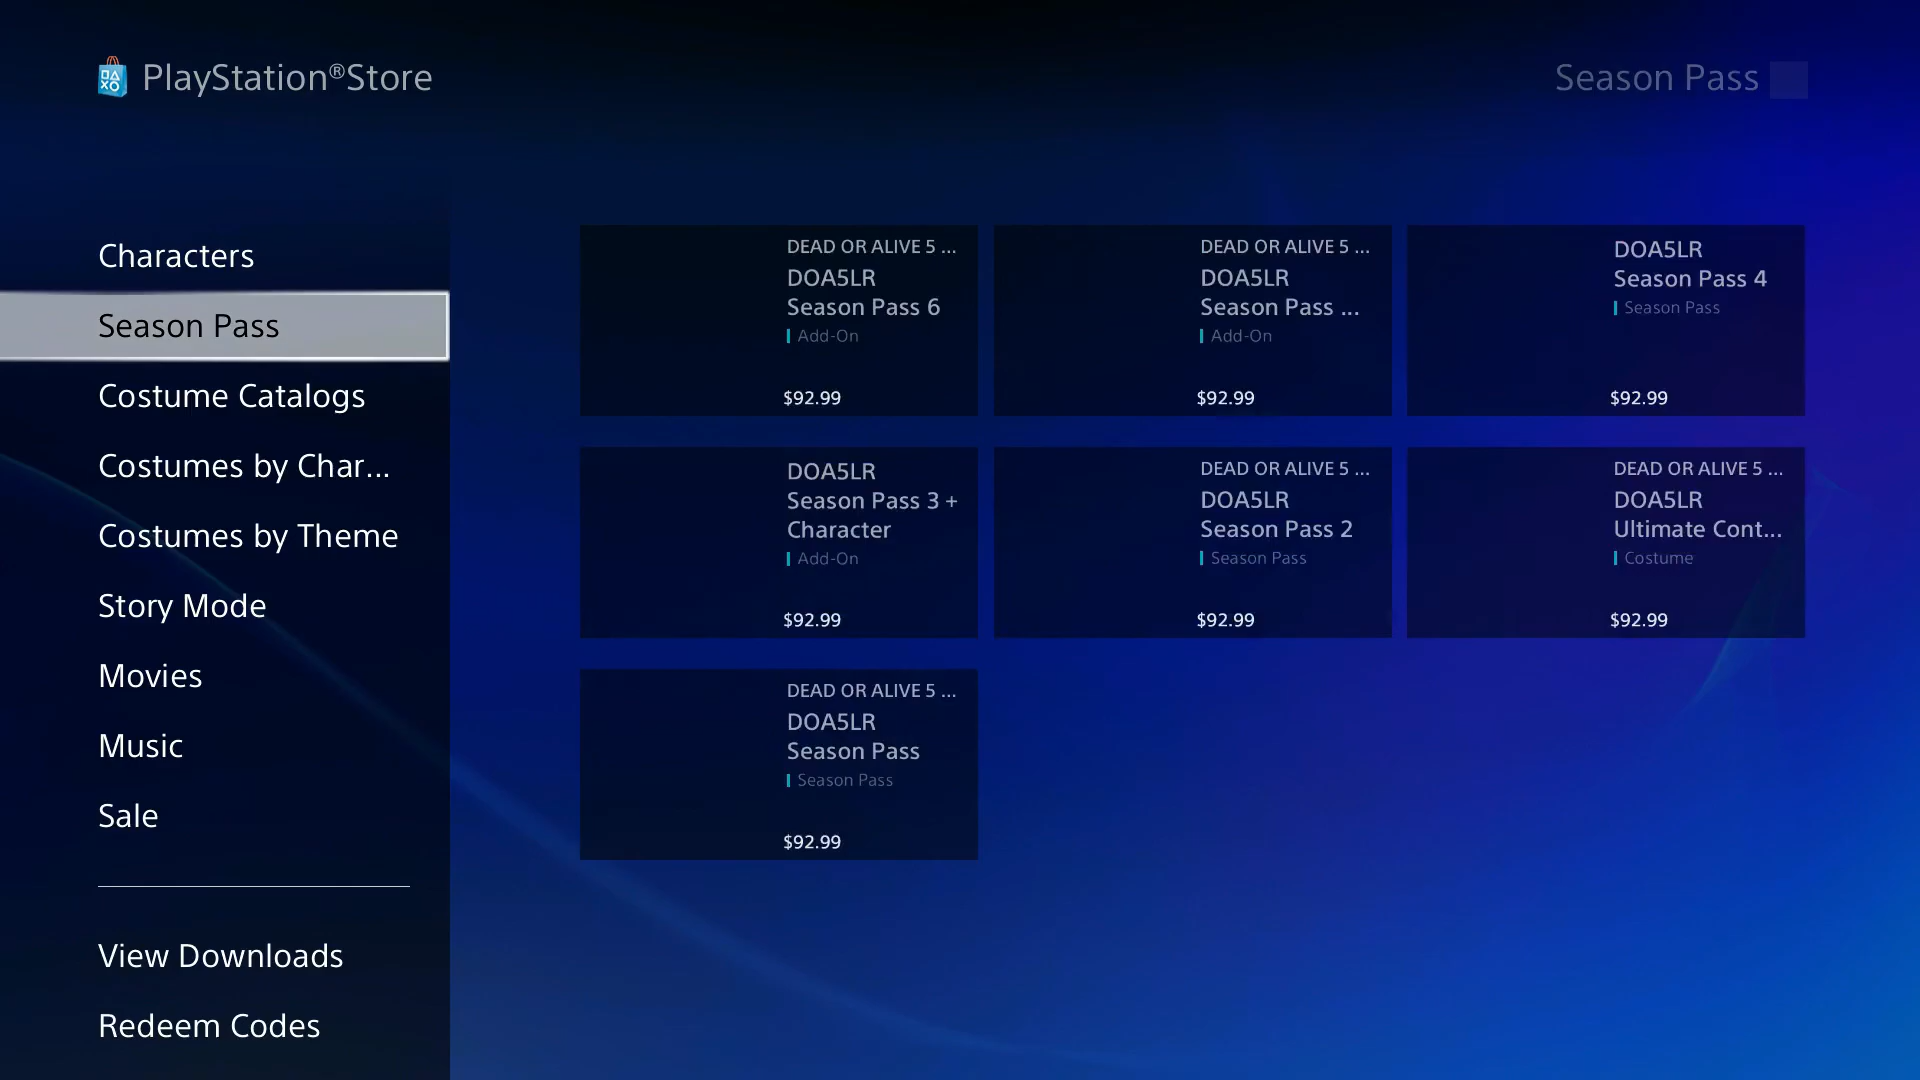 PlayStation®Store
Season Pass
Characters
Season Pass
Costume Catalogs
Costumes by Char...
Costumes by Theme
Story Mode
Movies
Music
Sale
View Downloads
Redeem Codes
DEAD OR ALIVE 5 ...
DOA5LR
Season Pass 6
Add-On
$92.99
DEAD OR ALIVE 5 ...
DOA5LR
Season Pass ...
Add-On
$92.99
DOA5LR
Season Pass 4
Season Pass
$92.99
DOA5LR
Season Pass 3 +
Character
Add-On
$92.99
DEAD OR ALIVE 5 ...
DOA5LR
Season Pass 2
Season Pass
$92.99
DEAD OR ALIVE 5 ...
DOA5LR
Ultimate Cont...
Costume
$92.99
DEAD OR ALIVE 5 ...
DOA5LR
Season Pass
Season Pass
$92.99